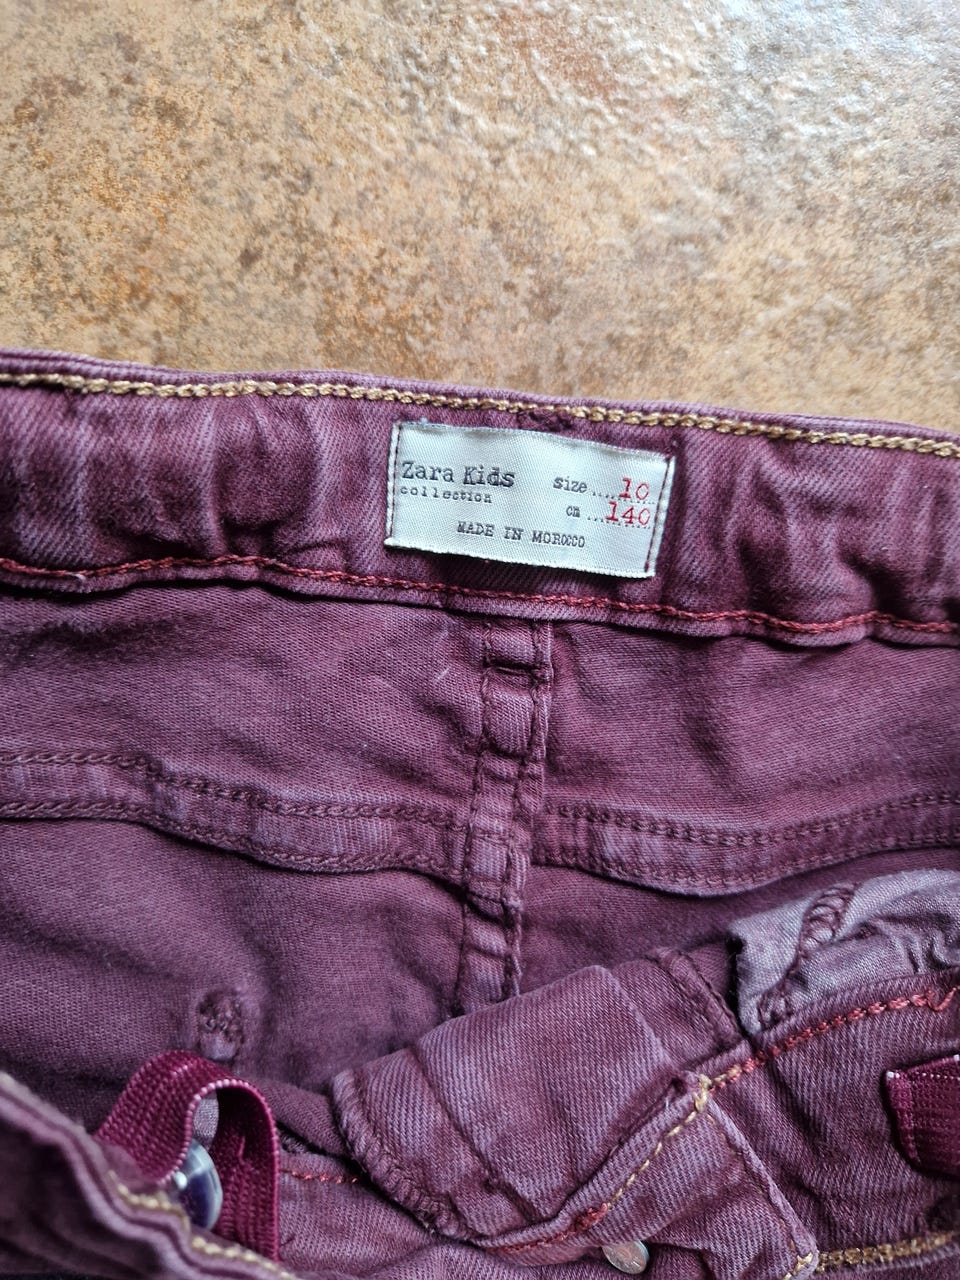 Zara Kids
collection
size....10
cm ....140
MADE IN MOROCCO